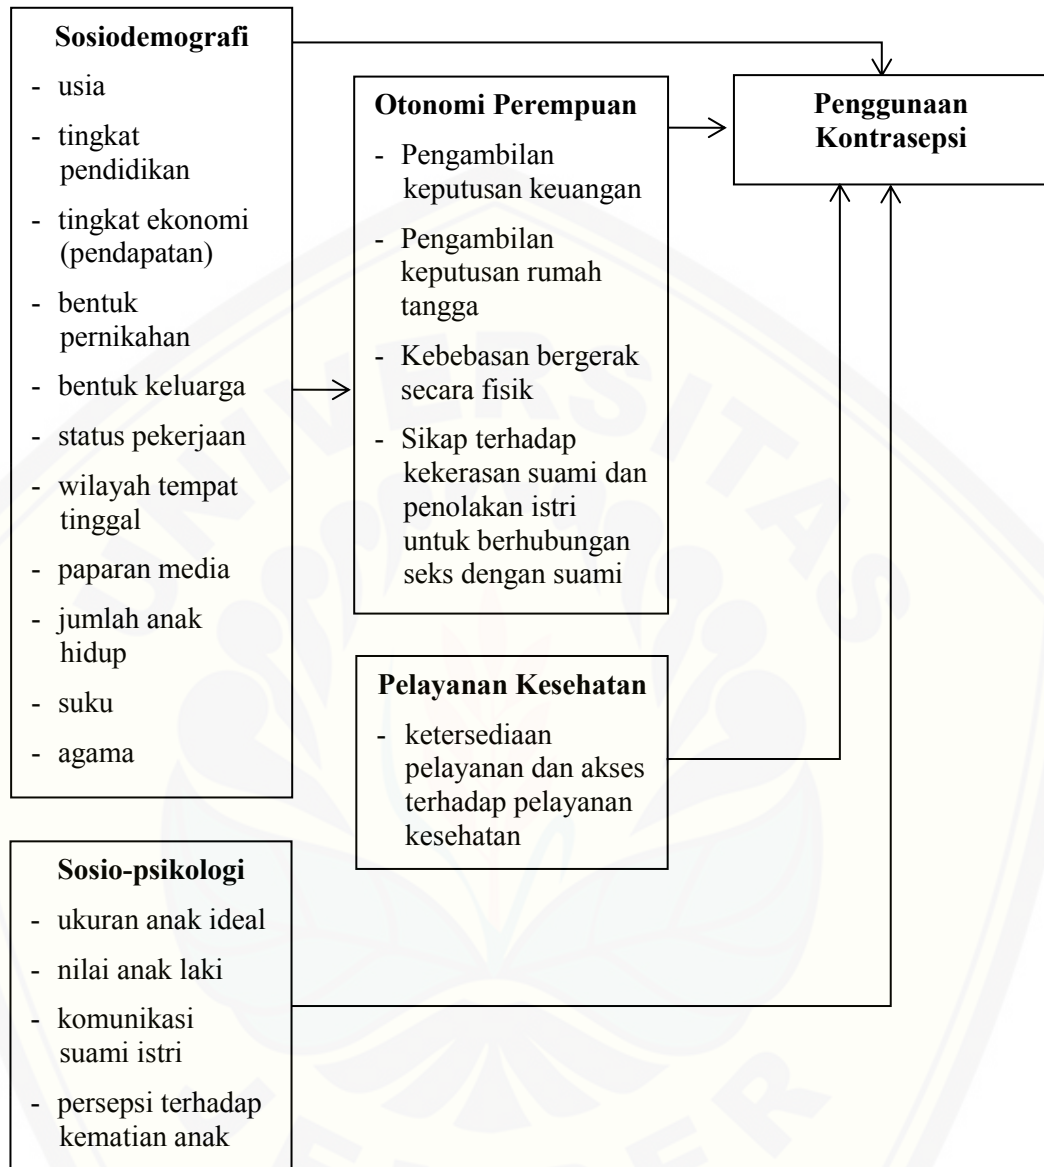 Sosiodemografi
- usia
- tingkat
pendidikan
- tingkat ekonomi
(pendapatan)
- bentuk
pernikahan
- bentuk keluarga
- status pekerjaan
- wilayah tempat
tinggal
- paparan media
- jumlah anak
hidup
- suku
- agama
Otonomi Perempuan
- Pengambilan
keputusan keuangan
- Pengambilan
keputusan rumah
tangga
- Kebebasan bergerak
secara fisik
- Sikap terhadap
kekerasan suami dan
penolakan istri
untuk berhubungan
seks dengan suami
Penggunaan
Kontrasepsi
Pelayanan Kesehatan
- ketersediaan
pelayanan dan akses
terhadap pelayanan
kesehatan
Sosio-psikologi
- ukuran anak ideal
- nilai anak laki
- komunikasi
suami istri
- persepsi terhadap
kematian anak
UNIVERSITAS
JEMBER